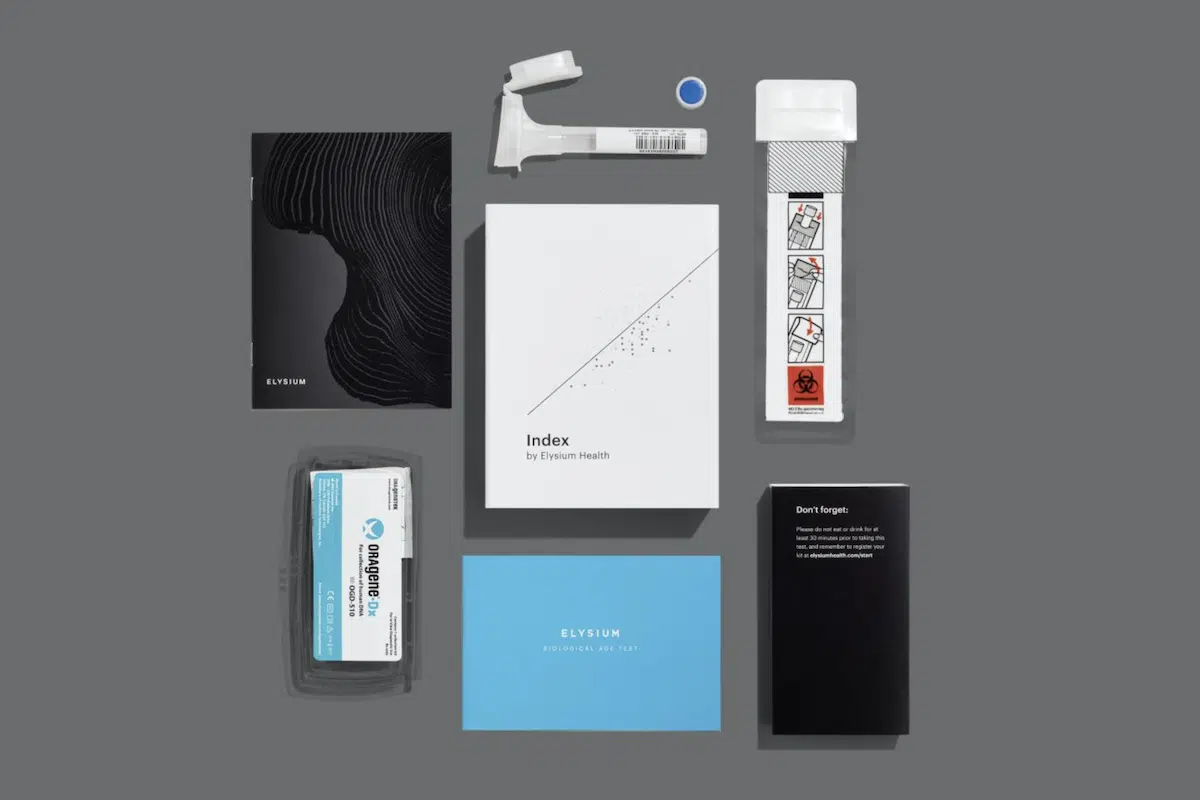 ELYSIUM
Index
by Elysium Health
ORAgene·Dx
For collection of human DNA
OGD-510
ELYSIUM
BIOLOGICAL AGE TEST
Don't forget:
Please do not eat or drink for at
least 30 minutes prior to taking this
test, and remember to register your
kit at elysiumhealth.com/start